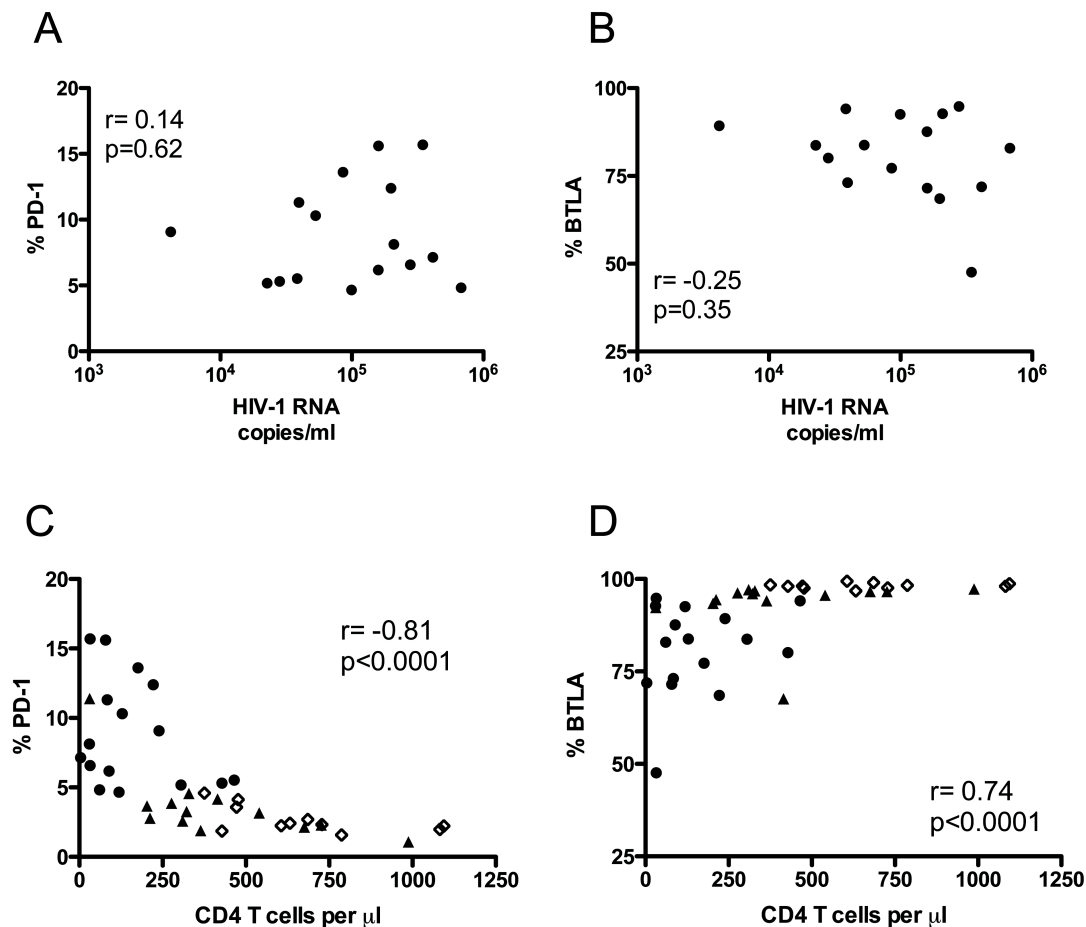 A
20
15
10
5
0
% PD-1
r= 0.14
p=0.62
10³ 10⁴ 10⁵ 10⁶
HIV-1 RNA
copies/ml
B
100
75
50
25
% BTLA
r= -0.25
p=0.35
10³ 10⁴ 10⁵ 10⁶
HIV-1 RNA
copies/ml
C
20
15
10
5
0
% PD-1
r= -0.81
p<0.0001
0 250 500 750 1000 1250
CD4 T cells per μl
D
100
75
50
25
% BTLA
r= 0.74
p<0.0001
0 250 500 750 1000 1250
CD4 T cells per μl